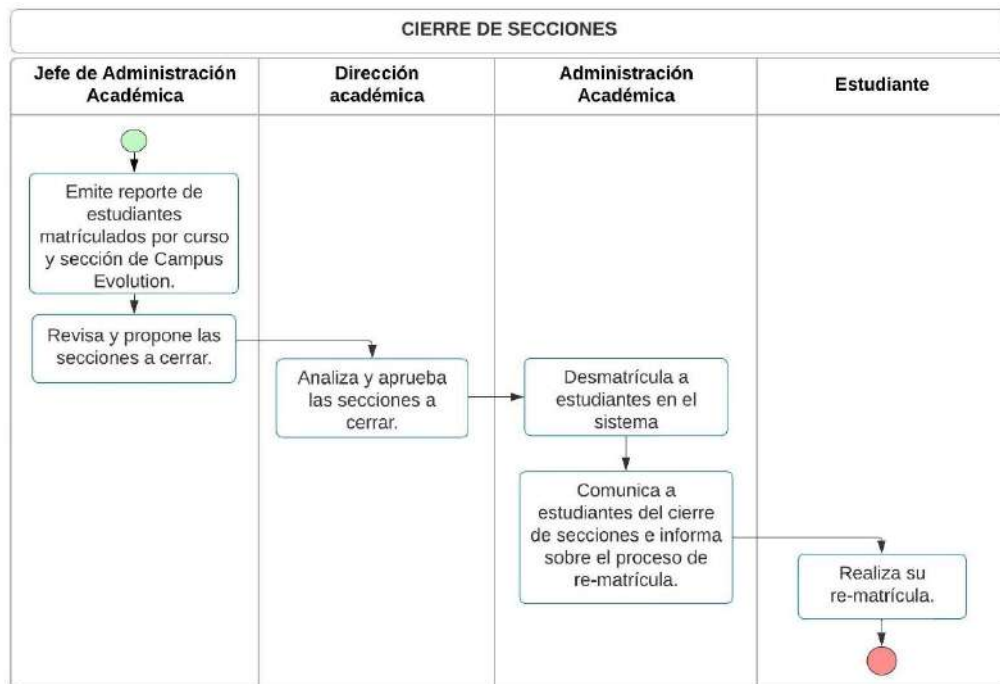 CIERRE DE SECCIONES
Jefe de Administración
Académica
Dirección
académica
Administración
Académica
Estudiante
Emite reporte de
estudiantes
matrículados por curso
y sección de Campus
Evolution.
Revisa y propone las
secciones a cerrar.
Analiza y aprueba
las secciones a
cerrar.
Desmatrícula a
estudiantes en el
sistema
Comunica a
estudiantes del cierre
de secciones e informa
sobre el proceso de
re-matrícula.
Realiza su
re-matrícula.